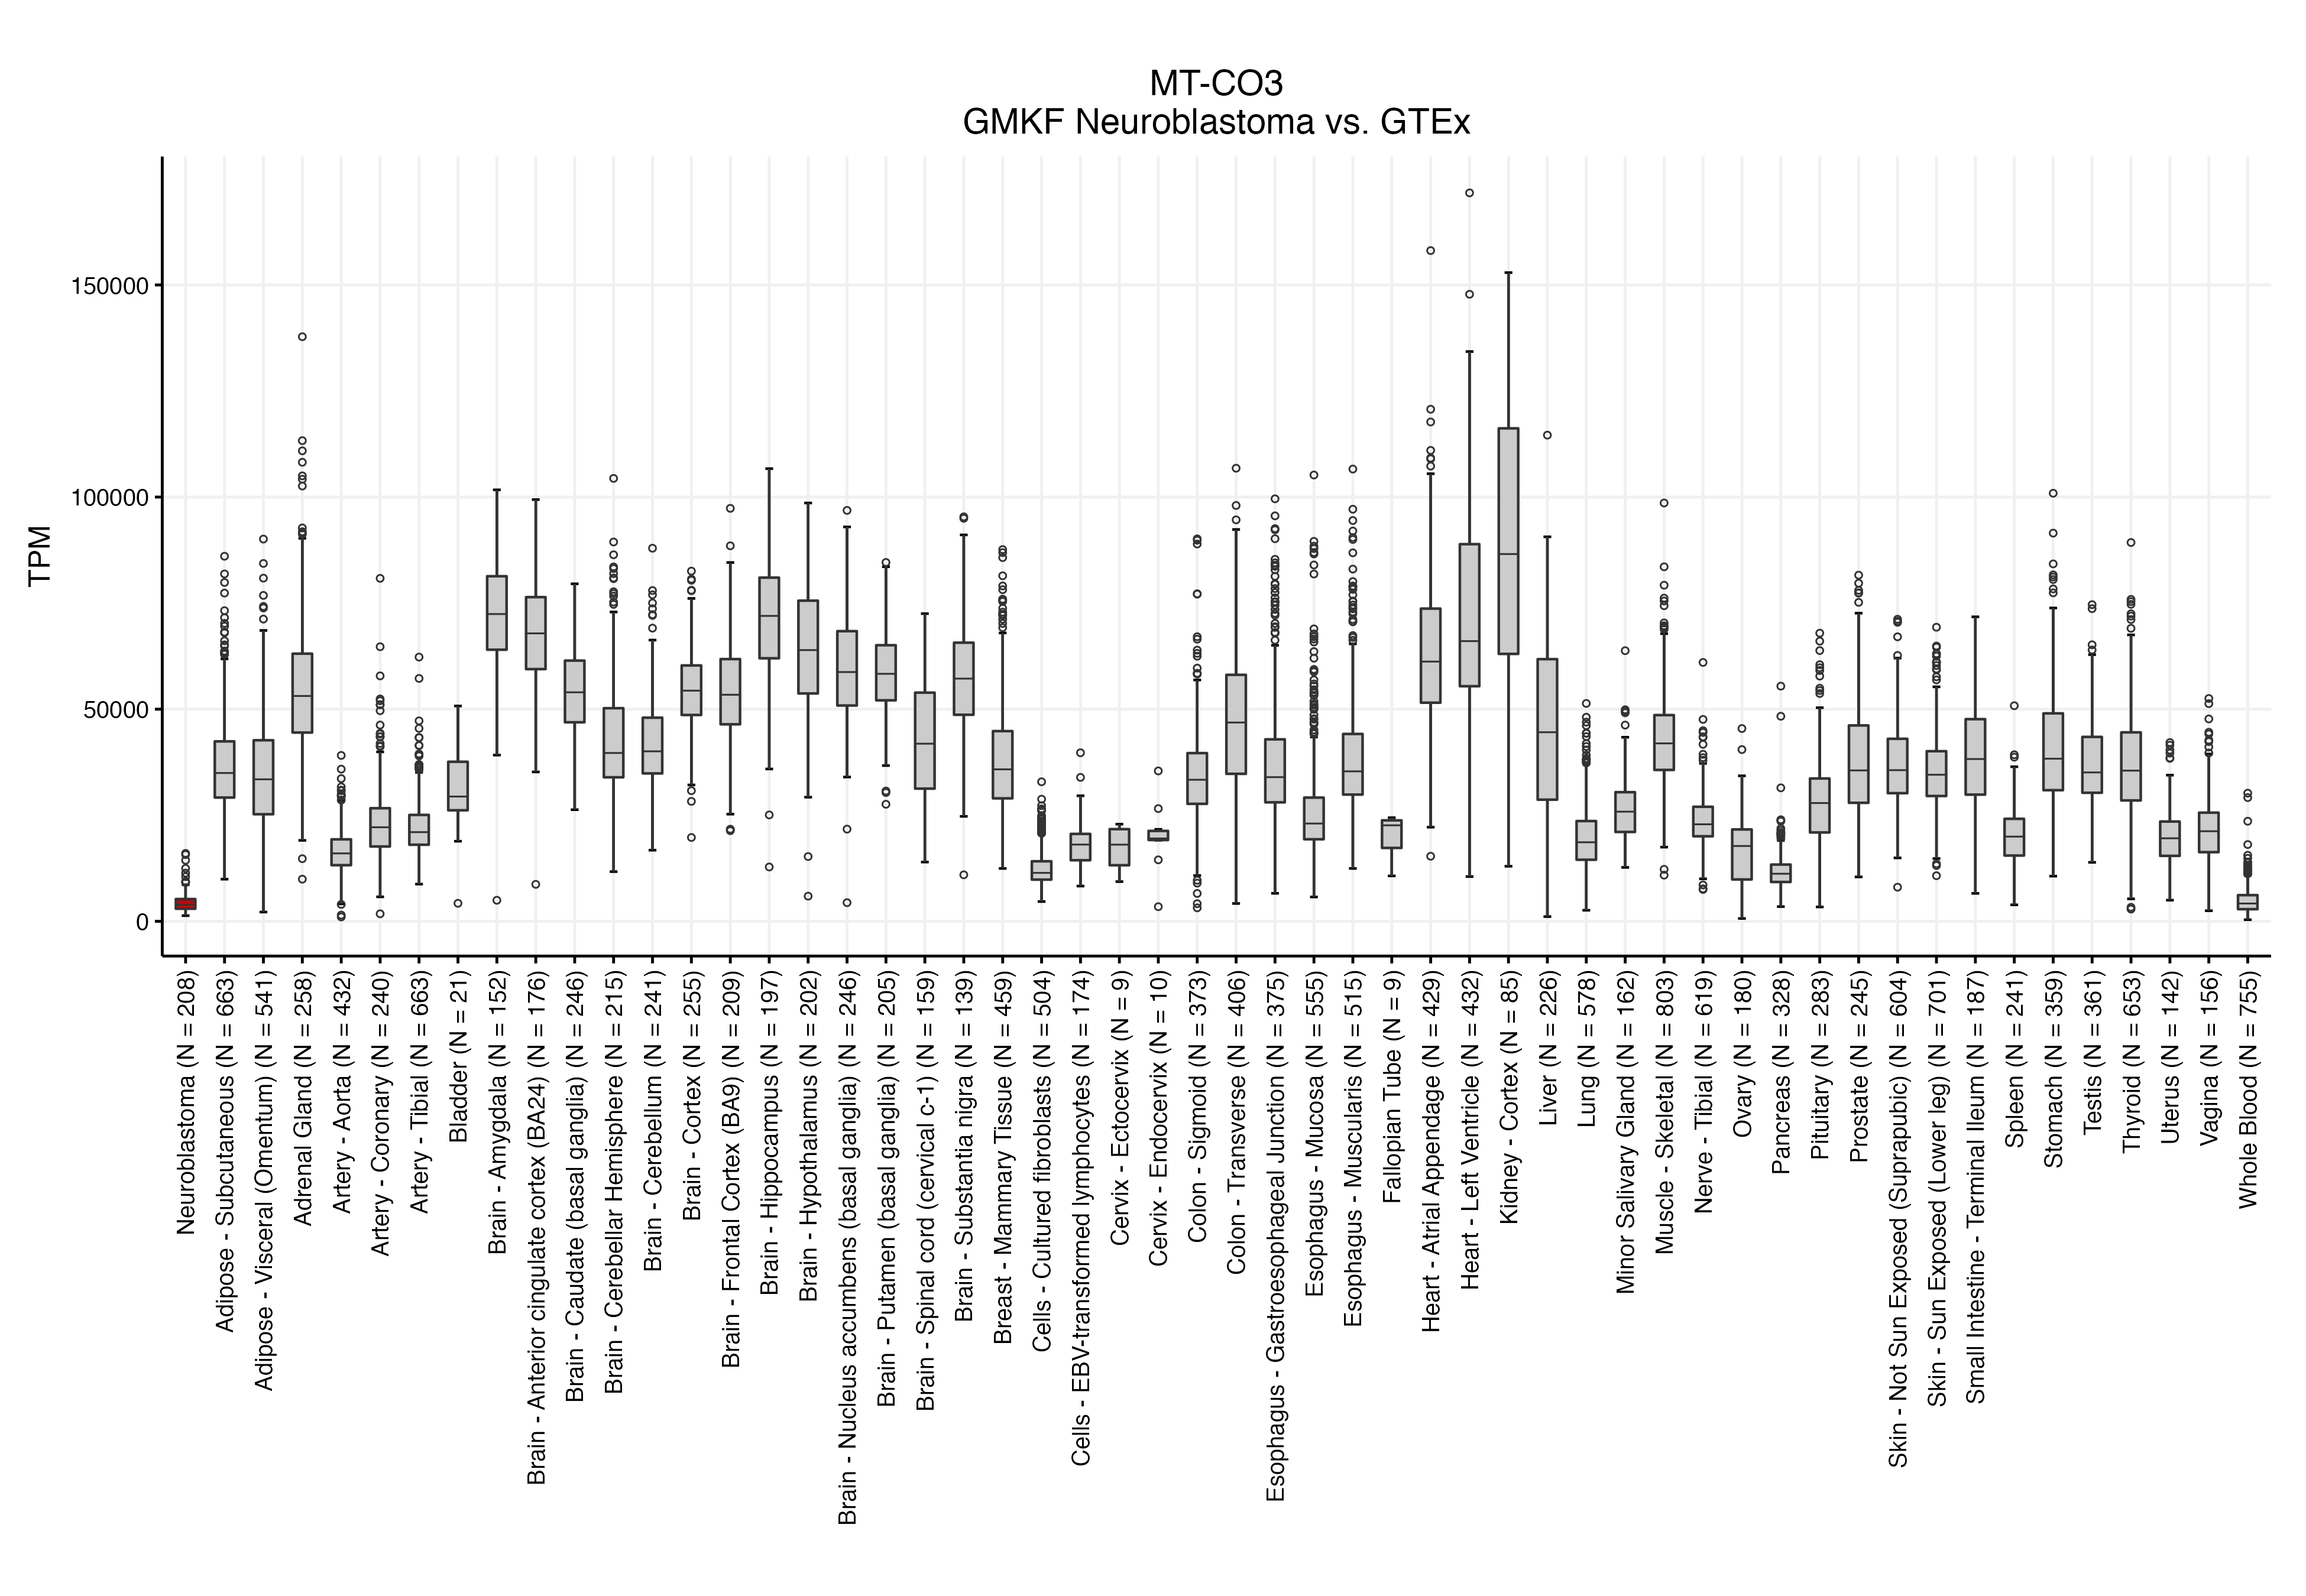 MT-CO3
GMKF Neuroblastoma vs. GTEx
TPM
150000
100000
50000
0
Neuroblastoma (N = 208)
Adipose - Subcutaneous (N = 663)
Adipose - Visceral (Omentum) (N = 541)
Adrenal Gland (N = 258)
Artery - Aorta (N = 432)
Artery - Coronary (N = 240)
Artery - Tibial (N = 663)
Bladder (N = 21)
Brain - Amygdala (N = 152)
Brain - Anterior cingulate cortex (BA24) (N = 176)
Brain - Caudate (basal ganglia) (N = 246)
Brain - Cerebellar Hemisphere (N = 215)
Brain - Cerebellum (N = 241)
Brain - Cortex (N = 255)
Brain - Frontal Cortex (BA9) (N = 209)
Brain - Hippocampus (N = 197)
Brain - Hypothalamus (N = 202)
Brain - Nucleus accumbens (basal ganglia) (N = 246)
Brain - Putamen (basal ganglia) (N = 205)
Brain - Spinal cord (cervical c-1) (N = 159)
Brain - Substantia nigra (N = 139)
Breast - Mammary Tissue (N = 459)
Cells - Cultured fibroblasts (N = 504)
Cells - EBV-transformed lymphocytes (N = 174)
Cervix - Ectocervix (N = 9)
Cervix - Endocervix (N = 10)
Colon - Sigmoid (N = 373)
Colon - Transverse (N = 406)
Esophagus - Gastroesophageal Junction (N = 375)
Esophagus - Mucosa (N = 555)
Esophagus - Muscularis (N = 515)
Fallopian Tube (N = 9)
Heart - Atrial Appendage (N = 429)
Heart - Left Ventricle (N = 432)
Kidney - Cortex (N = 85)
Liver (N = 226)
Lung (N = 578)
Minor Salivary Gland (N = 162)
Muscle - Skeletal (N = 803)
Nerve - Tibial (N = 619)
Ovary (N = 180)
Pancreas (N = 328)
Pituitary (N = 283)
Prostate (N = 245)
Skin - Not Sun Exposed (Suprapubic) (N = 604)
Skin - Sun Exposed (Lower leg) (N = 701)
Small Intestine - Terminal Ileum (N = 187)
Spleen (N = 241)
Stomach (N = 359)
Testis (N = 361)
Thyroid (N = 653)
Uterus (N = 142)
Vagina (N = 156)
Whole Blood (N = 755)